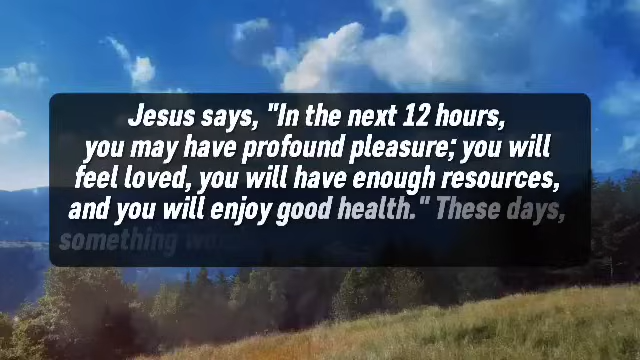 Jesus says, "In the next 12 hours,
you may have profound pleasure; you will
feel loved, you will have enough resources,
and you will enjoy good health." These days,
something